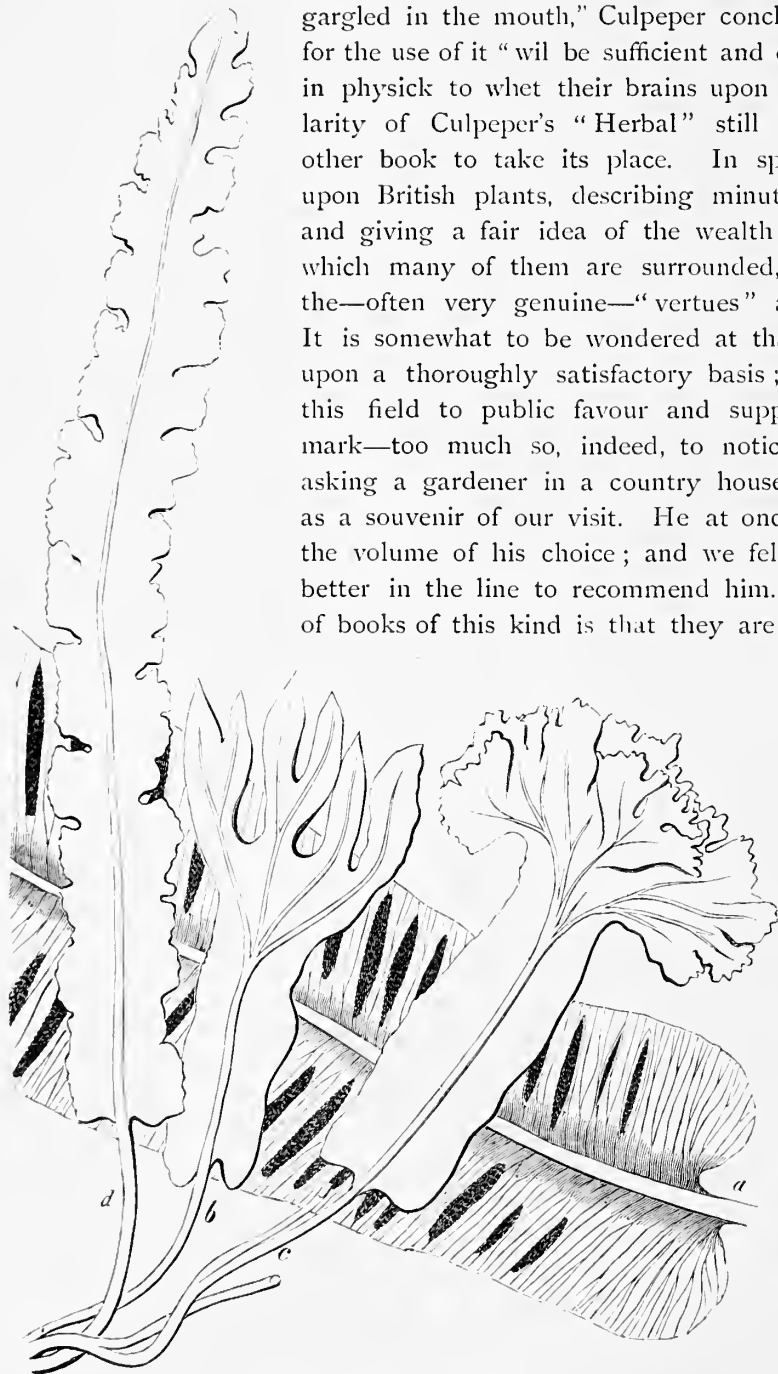 gargled in the mouth,” Culpeper concl
for the use of it “wil be sufficient and
in physick to whet their brains upon
larity of Culpeper's “Herbal” still
other book to take its place. In sp
upon British plants, describing minut
and giving a fair idea of the wealth
which many of them are surrounded,
the—often very genuine—“vertues” a
It is somewhat to be wondered at tha
upon a thoroughly satisfactory basis;
this field to public favour and supp
mark—too much so, indeed, to notic
asking a gardener in a country house
as a souvenir of our visit. He at onc
the volume of his choice; and we fel
better in the line to recommend him.
of books of this kind is that they are
a
d
b
c